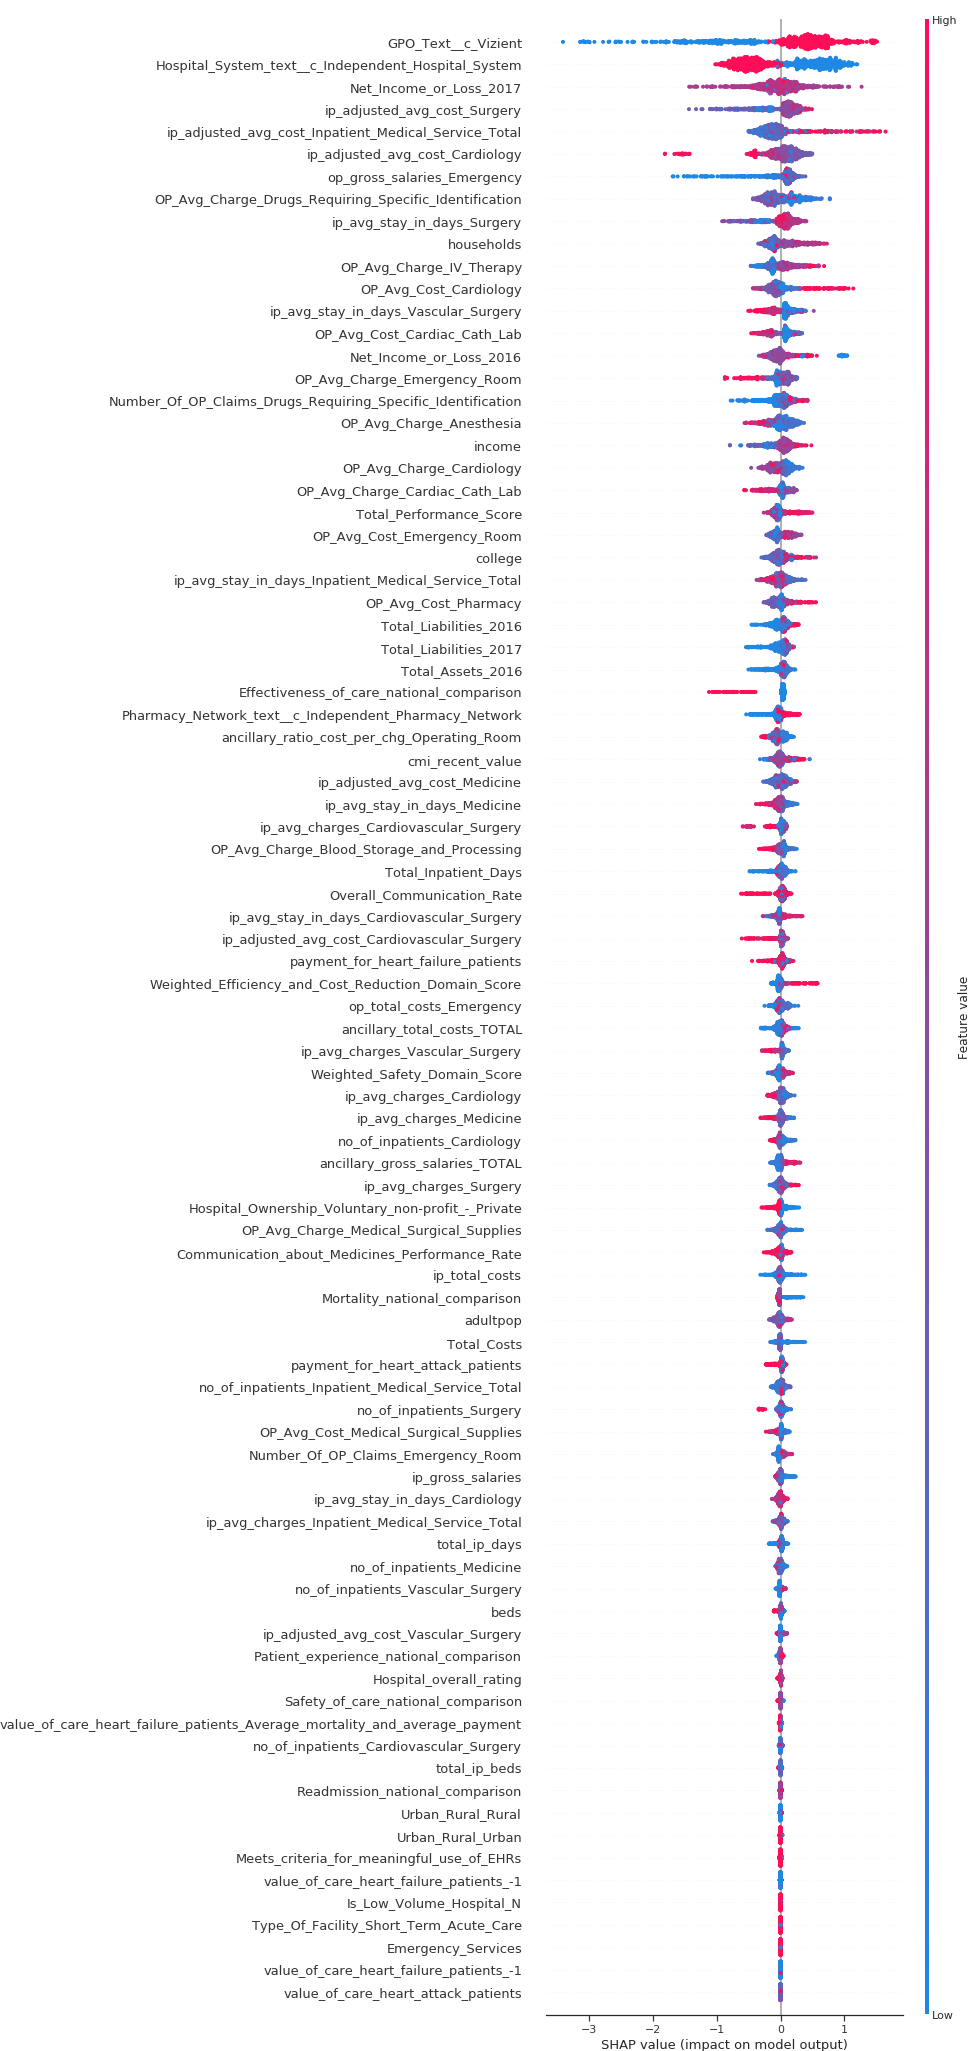 High
GPO_Text__c_Vizient
Hospital_System_text__c_Independent_Hospital_System
Net_Income_or_Loss_2017
ip_adjusted_avg_cost_Surgery
ip_adjusted_avg_cost_Inpatient_Medical_Service_Total
ip_adjusted_avg_cost_Cardiology
op_gross_salaries_Emergency
OP_Avg_Charge_Drugs_Requiring_Specific_Identification
ip_avg_stay_in_days_Surgery
households
OP_Avg_Charge_IV_Therapy
OP_Avg_Cost_Cardiology
ip_avg_stay_in_days_Vascular_Surgery
OP_Avg_Cost_Cardiac_Cath_Lab
Net_Income_or_Loss_2016
OP_Avg_Charge_Emergency_Room
Number_Of_OP_Claims_Drugs_Requiring_Specific_Identification
OP_Avg_Charge_Anesthesia
income
OP_Avg_Charge_Cardiology
OP_Avg_Charge_Cardiac_Cath_Lab
Total_Performance_Score
OP_Avg_Cost_Emergency_Room
college
ip_avg_stay_in_days_Inpatient_Medical_Service_Total
OP_Avg_Cost_Pharmacy
Total_Liabilities_2016
Total_Liabilities_2017
Total_Assets_2016
Effectiveness_of_care_national_comparison
Pharmacy_Network_text__c_Independent_Pharmacy_Network
ancillary_ratio_cost_per_chg_Operating_Room
cmi_recent_value
ip_adjusted_avg_cost_Medicine
ip_avg_stay_in_days_Medicine
ip_avg_charges_Cardiovascular_Surgery
OP_Avg_Charge_Blood_Storage_and_Processing
Total_Inpatient_Days
Overall_Communication_Rate
ip_avg_stay_in_days_Cardiovascular_Surgery
ip_adjusted_avg_cost_Cardiovascular_Surgery
payment_for_heart_failure_patients
Weighted_Efficiency_and_Cost_Reduction_Domain_Score
op_total_costs_Emergency
ancillary_total_costs_TOTAL
ip_avg_charges_Vascular_Surgery
Weighted_Safety_Domain_Score
ip_avg_charges_Cardiology
ip_avg_charges_Medicine
no_of_inpatients_Cardiology
ancillary_gross_salaries_TOTAL
ip_avg_charges_Surgery
Hospital_Ownership_Voluntary_non-profit_-_Private
OP_Avg_Charge_Medical_Surgical_Supplies
Communication_about_Medicines_Performance_Rate
ip_total_costs
Mortality_national_comparison
adultpop
Total_Costs
payment_for_heart_attack_patients
no_of_inpatients_Inpatient_Medical_Service_Total
no_of_inpatients_Surgery
OP_Avg_Cost_Medical_Surgical_Supplies
Number_Of_OP_Claims_Emergency_Room
ip_gross_salaries
ip_avg_stay_in_days_Cardiology
ip_avg_charges_Inpatient_Medical_Service_Total
total_ip_days
no_of_inpatients_Medicine
no_of_inpatients_Vascular_Surgery
beds
ip_adjusted_avg_cost_Vascular_Surgery
Patient_experience_national_comparison
Hospital_overall_rating
Safety_of_care_national_comparison
value_of_care_heart_failure_patients_Average_mortality_and_average_payment
no_of_inpatients_Cardiovascular_Surgery
total_ip_beds
Readmission_national_comparison
Urban_Rural_Rural
Urban_Rural_Urban
Meets_criteria_for_meaningful_use_of_EHRs
value_of_care_heart_failure_patients_-1
Is_Low_Volume_Hospital_N
Type_Of_Facility_Short_Term_Acute_Care
Emergency_Services
value_of_care_heart_failure_patients_-1
value_of_care_heart_attack_patients
Feature value
Low
−3 −2 −1 0 1
SHAP value (impact on model output)